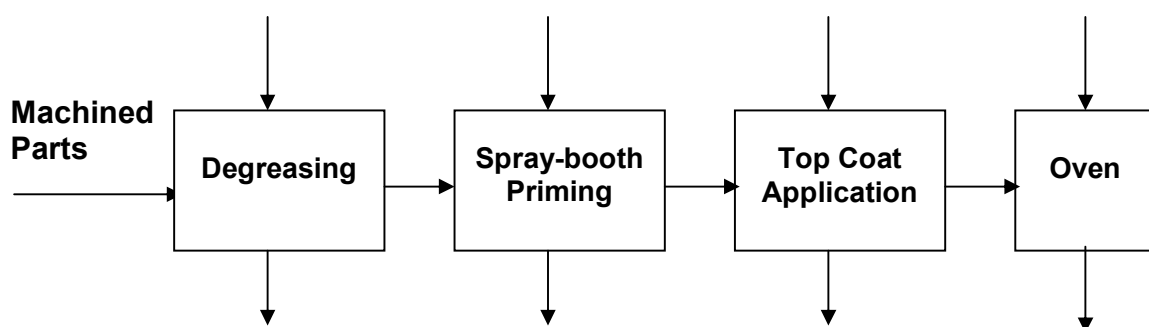 Machined
Parts
Degreasing
Spray-booth
Priming
Top Coat
Application
Oven